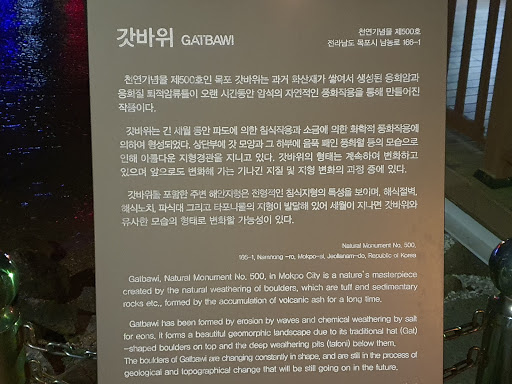 갓바위 GATBAWI
천연기념물 제500호
전라남도 목포시 남농로 166-1
천연기념물 제500호인 목포 갓바위는 과거 화산재가 쌓여서 생성된 응회암과
응회질 퇴적암류들이 오랜 시간동안 암석의 자연적인 풍화작용을 통해 만들어진
작품이다.
갓바위는 긴 세월 동안 파도에 의한 침식작용과 소금에 의한 화학적 풍화작용에
의하여 형성되었다. 상단부에 갓 모양과 그 하부에 움푹 패인 풍화혈 등의 모습으로
인해 아름다운 지형경관을 지니고 있다. 갓바위의 형태는 계속하여 변화하고
있으며 앞으로도 변화해 가는 기나긴 지질 및 지형 변화의 과정 중에 있다.
갓바위를 포함한 주변 해안지형은 전형적인 침식지형의 특성을 보이며, 해식절벽,
해식노치, 파식대 그리고 타포니롤의 지형이 발달해 있어 세월이 지나면 갓바위와
유사한 모습의 형태로 변화할 가능성이 있다.
Natural Monument No. 500,
166-1, Namnong-ro, Mokpo-si, Jeollanam-do, Republic of Korea
Gatbawi, Natural Monument No. 500, in Mokpo City is a nature's masterpiece
created by the natural weathering of boulders, which are tuff and sedimentary
rocks etc., formed by the accumulation of volcanic ash for a long time.
Gatbawi has been formed by erosion by waves and chemical weathering by salt
for eons. It forms a beautiful geomorphic landscape due to its traditional hat (Gat)
-shaped boulders on top and the deep weathering pits (tafoni) below them.
The boulders of Gatbawi are changing constantly in shape, and are still in the process of
geological and topographical change that will be still going on in the future.